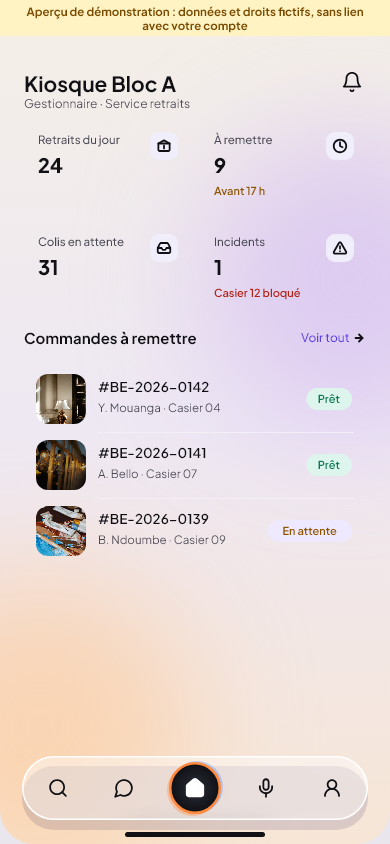 Aperçu de démonstration : données et droits fictifs, sans lien
avec votre compte
Kiosque Bloc A
Gestionnaire · Service retraits
Retraits du jour
24
À remettre
9
Avant 17 h
Colis en attente
31
Incidents
1
Casier 12 bloqué
Commandes à remettre
Voir tout →
#BE-2026-0142
Y. Mouanga · Casier 04
Prêt
#BE-2026-0141
A. Bello · Casier 07
Prêt
#BE-2026-0139
B. Ndoumbe · Casier 09
En attente